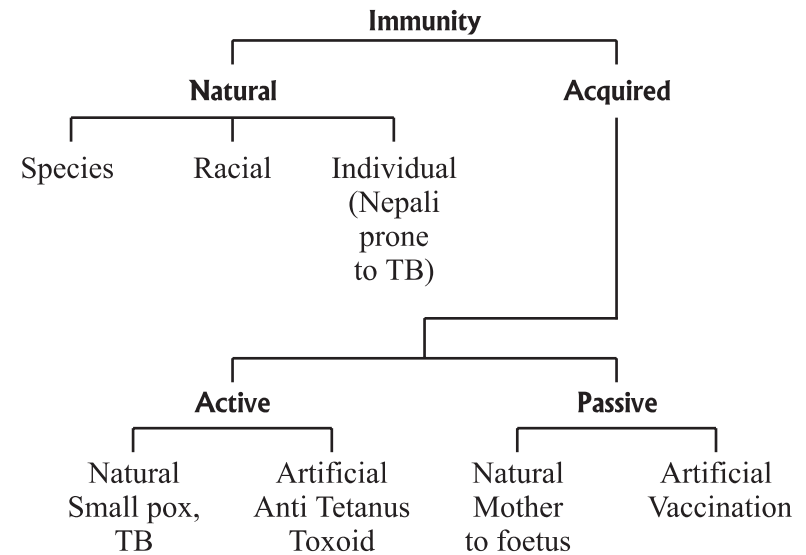 Immunity
Natural
Acquired
Species
Racial
Individual
(Nepali
prone
to TB)
Active
Passive
Natural
Small pox,
TB
Artificial
Anti Tetanus
Toxoid
Natural
Mother
to foetus
Artificial
Vaccination